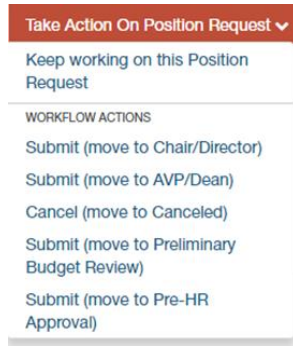 Take Action On Position Request
Keep working on this Position
Request
WORKFLOW ACTIONS
Submit (move to Chair/Director)
Submit (move to AVP/Dean)
Cancel (move to Canceled)
Submit (move to Preliminary
Budget Review)
Submit (move to Pre-HR
Approval)